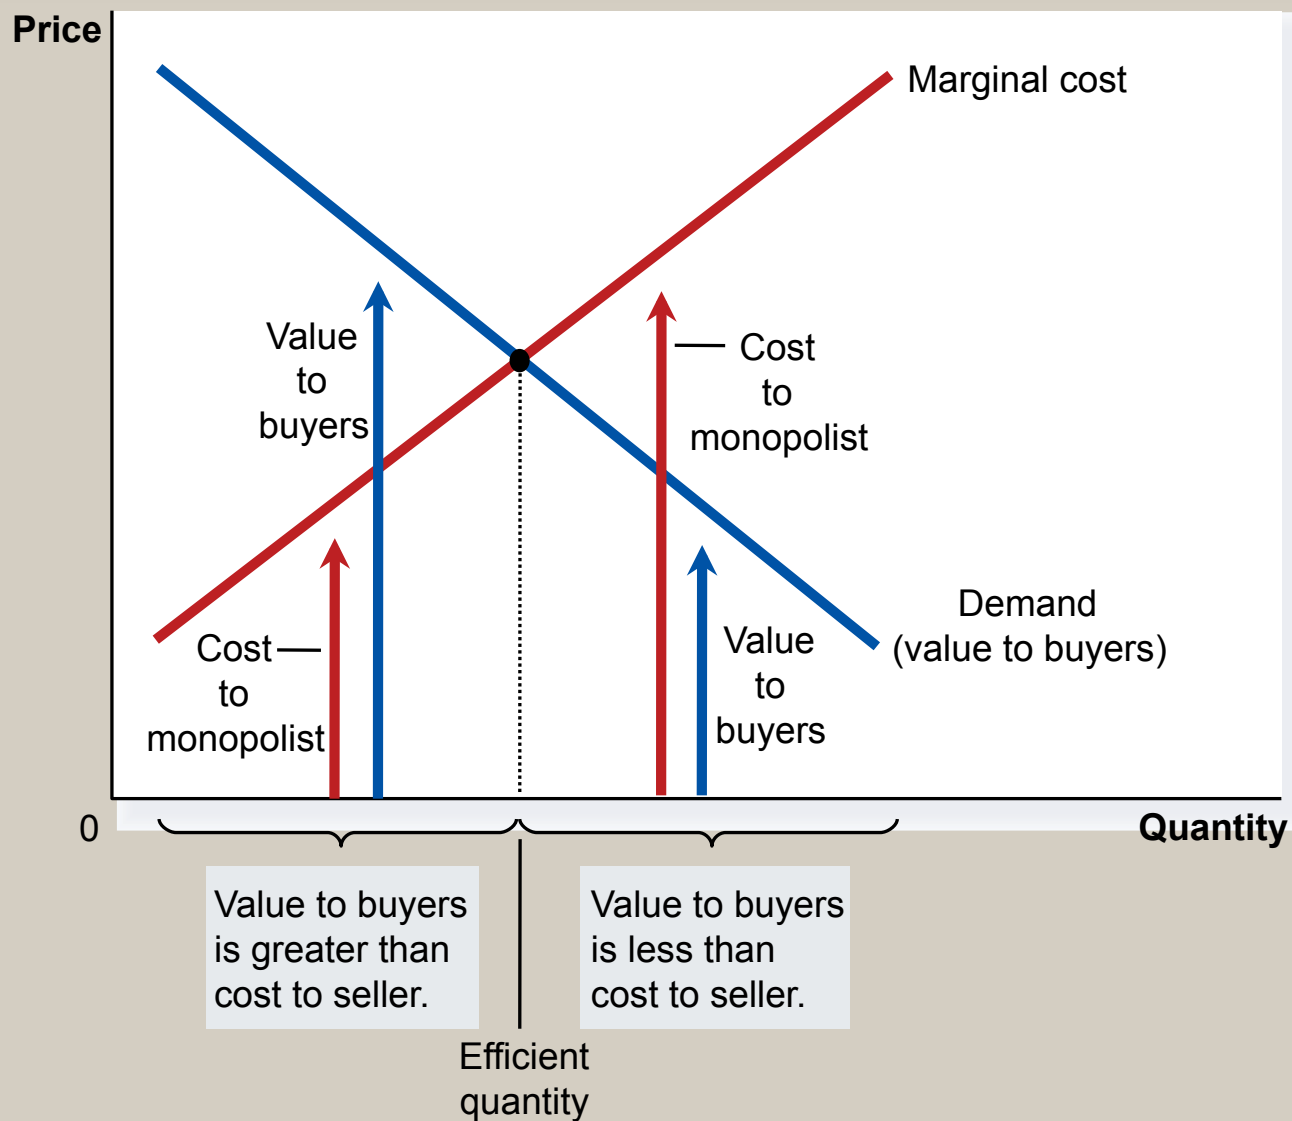 Price
Marginal cost
Value
to
buyers
Cost
to
monopolist
Demand
(value to buyers)
Cost
to
monopolist
Value
to
buyers
0
Quantity
Value to buyers
is greater than
cost to seller.
Value to buyers
is less than
cost to seller.
Efficient
quantity